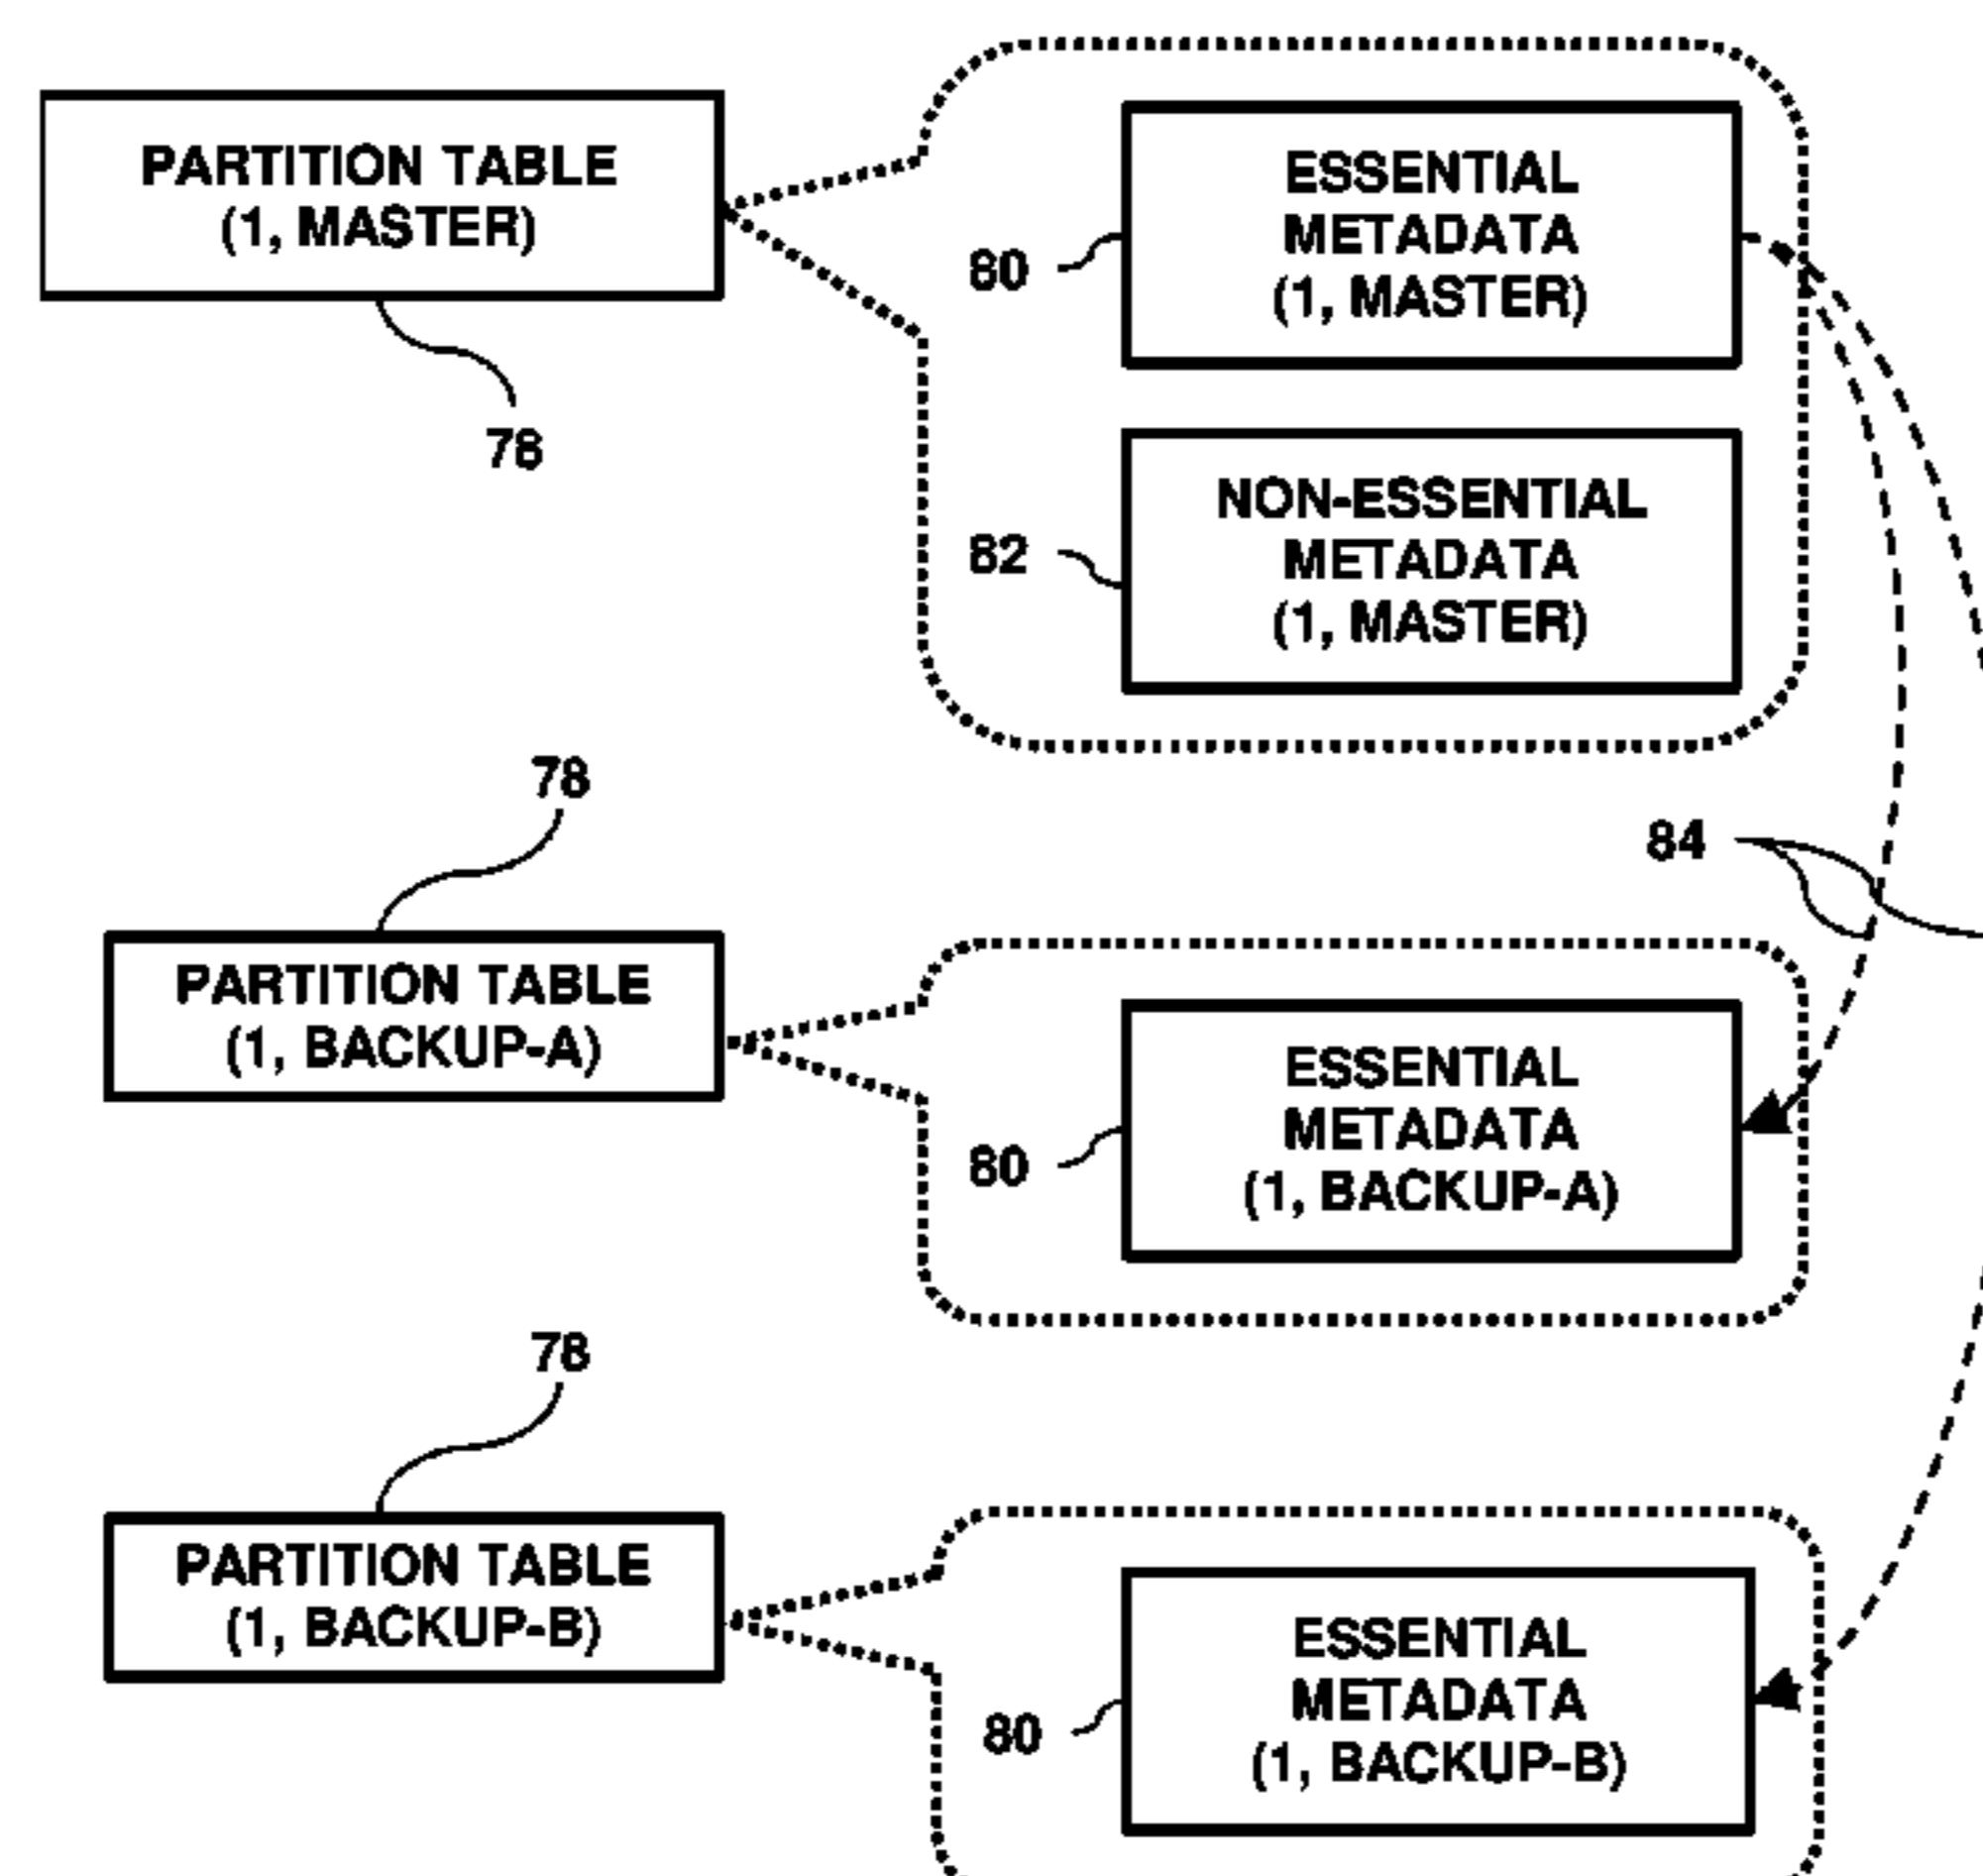 PARTITION TABLE
(1, MASTER)
78
ESSENTIAL
METADATA
(1, MASTER)
80
NON-ESSENTIAL
METADATA
(1, MASTER)
82
78
84
PARTITION TABLE
(1, BACKUP-A)
ESSENTIAL
METADATA
(1, BACKUP-A)
80
78
PARTITION TABLE
(1, BACKUP-B)
ESSENTIAL
METADATA
(1, BACKUP-B)
80